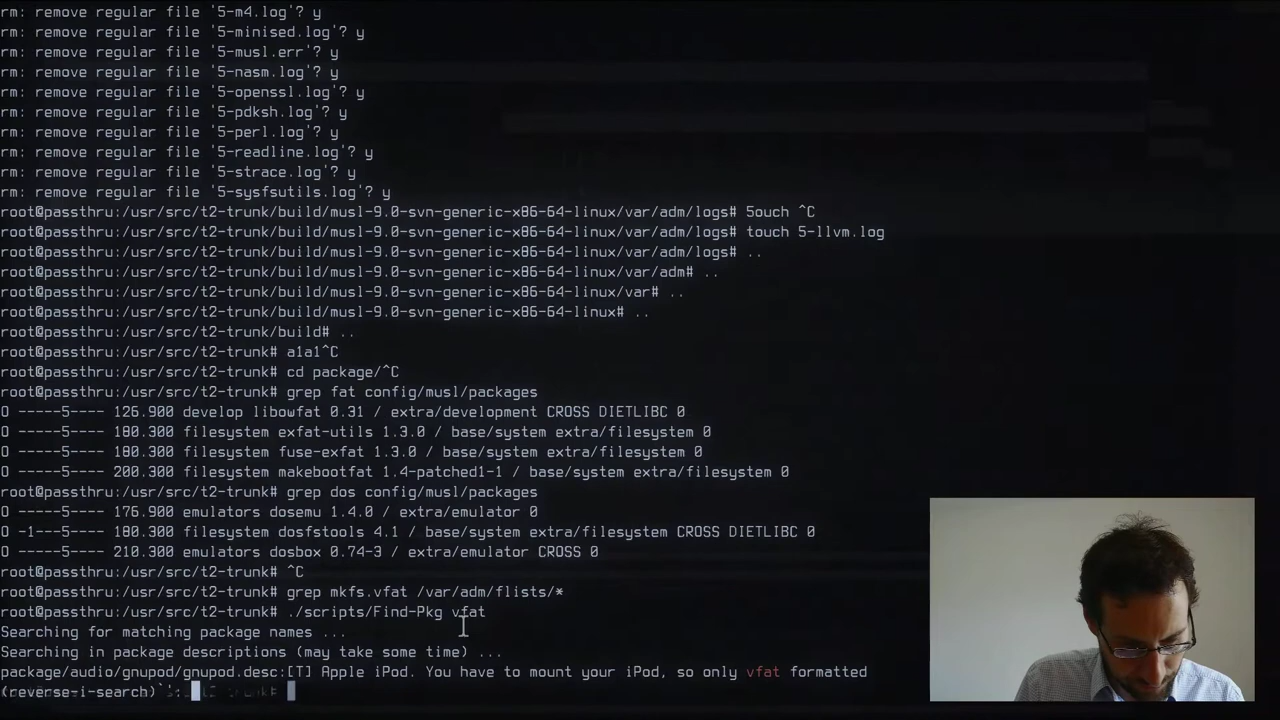 rm: remove regular file '5-m4.log'? y
rm: remove regular file '5-minised.log'? y
rm: remove regular file '5-musl.err'? y
rm: remove regular file '5-nasm.log'? y
rm: remove regular file '5-openssl.log'? y
rm: remove regular file '5-pdksh.log'? y
rm: remove regular file '5-perl.log'? y
rm: remove regular file '5-readline.log'? y
rm: remove regular file '5-strace.log'? y
rm: remove regular file '5-sysfsutils.log'? y
root@passthru:/usr/src/t2-trunk/build/musl-9.0-svn-generic-x86-64-linux/var/adm/logs# 5ouch ^C
root@passthru:/usr/src/t2-trunk/build/musl-9.0-svn-generic-x86-64-linux/var/adm/logs# touch 5-llvm.log
root@passthru:/usr/src/t2-trunk/build/musl-9.0-svn-generic-x86-64-linux/var/adm/logs# ..
root@passthru:/usr/src/t2-trunk/build/musl-9.0-svn-generic-x86-64-linux/var/adm# ..
root@passthru:/usr/src/t2-trunk/build/musl-9.0-svn-generic-x86-64-linux/var# ..
root@passthru:/usr/src/t2-trunk/build/musl-9.0-svn-generic-x86-64-linux# ..
root@passthru:/usr/src/t2-trunk/build# ..
root@passthru:/usr/src/t2-trunk# a1a1^C
root@passthru:/usr/src/t2-trunk# cd package/^C
root@passthru:/usr/src/t2-trunk# grep fat config/musl/packages
O -----5---- 126.900 develop libowfat 0.31 / extra/development CROSS DIETLIBC 0
O -----5---- 180.300 filesystem exfat-utils 1.3.0 / base/system extra/filesystem 0
O -----5---- 180.300 filesystem fuse-exfat 1.3.0 / base/system extra/filesystem 0
O -----5---- 200.300 filesystem makebootfat 1.4-patched1-1 / base/system extra/filesystem 0
root@passthru:/usr/src/t2-trunk# grep dos config/musl/packages
O -----5---- 176.900 emulators dosemu 1.4.0 / extra/emulator 0
O -1---5---- 180.300 filesystem dosfstools 4.1 / base/system extra/filesystem CROSS DIETLIBC 0
O -----5---- 210.300 emulators dosbox 0.74-3 / extra/emulator CROSS 0
root@passthru:/usr/src/t2-trunk# ^C
root@passthru:/usr/src/t2-trunk# grep mkfs.vfat /var/adm/flists/*
root@passthru:/usr/src/t2-trunk# ./scripts/Find-Pkg vfat
Searching for matching package names ...
Searching in package descriptions (may take some time) ...
package/audio/gnupod/gnupod.desc:[T] Apple iPod. You have to mount your iPod, so only vfat formatted
(reverse-i-search)`':